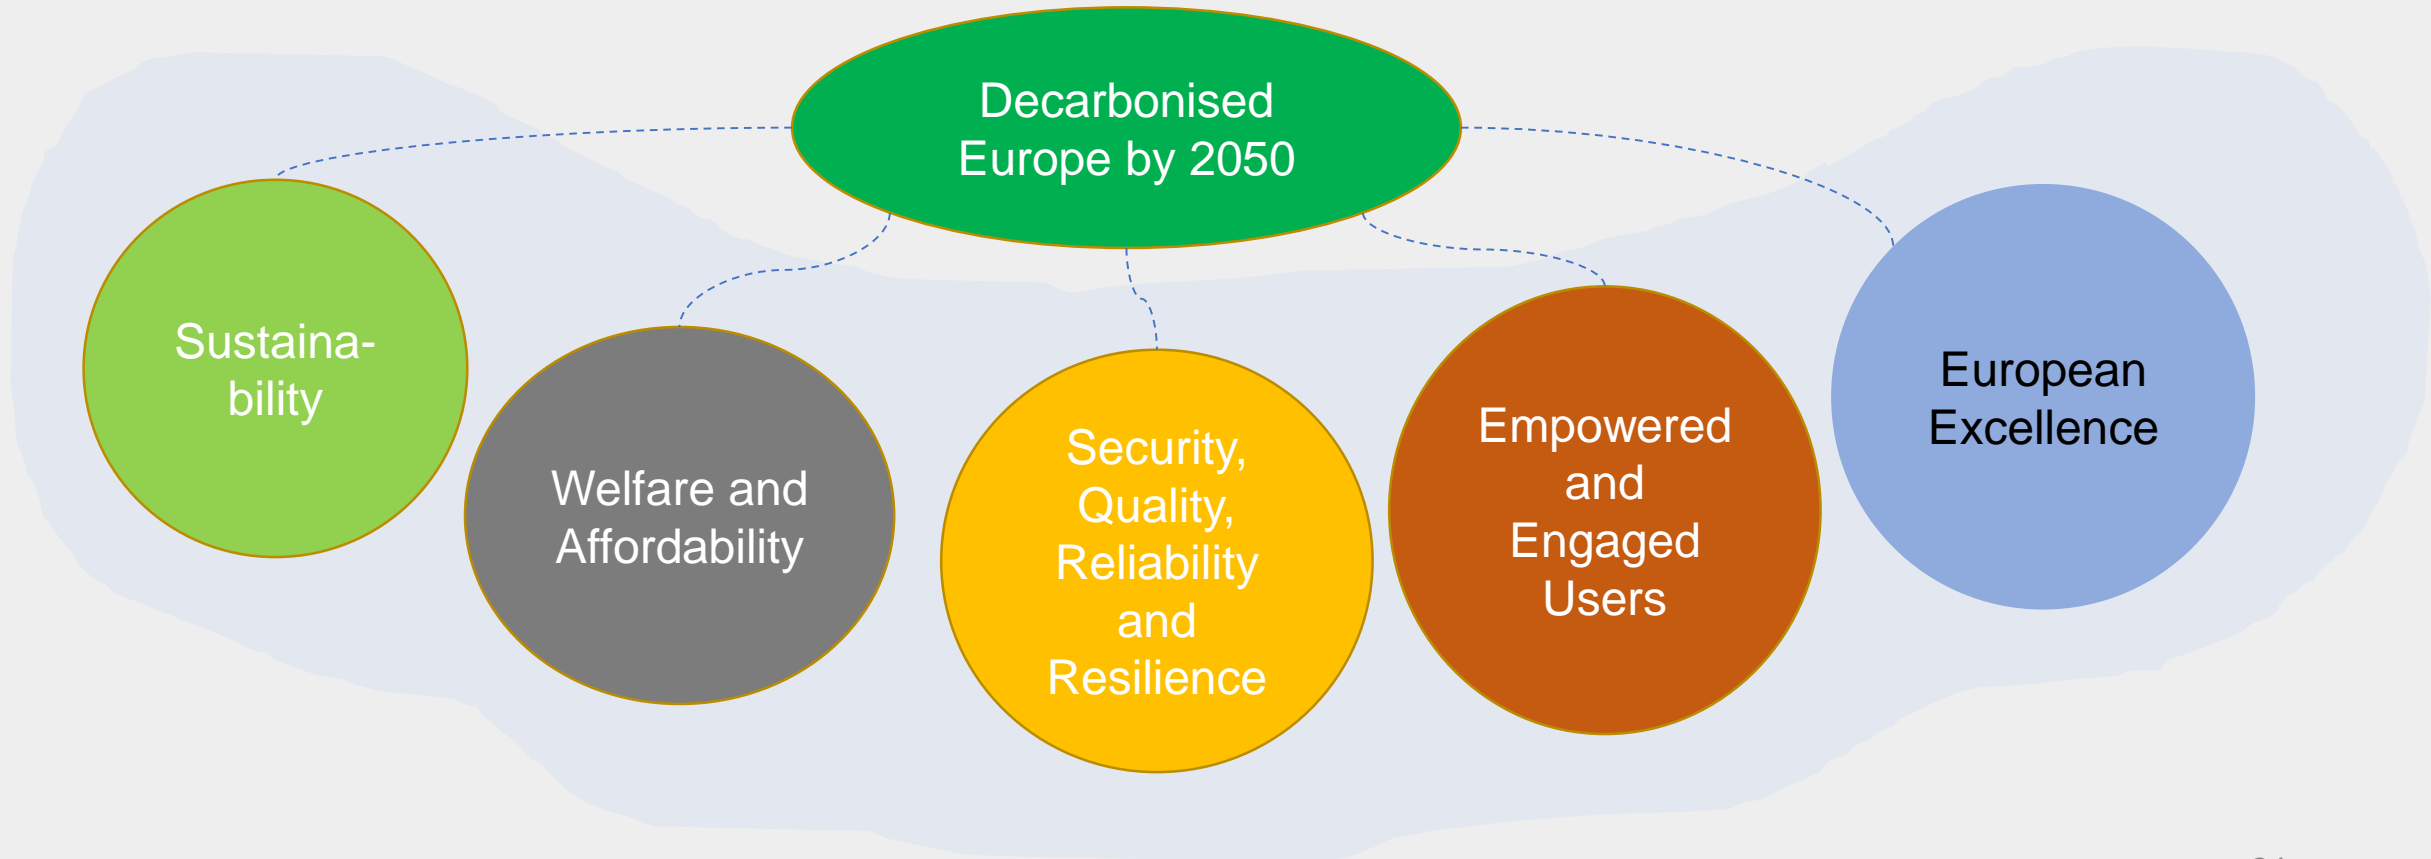 Decarbonised
Europe by 2050
Sustaina-
bility
Welfare and
Affordability
Security,
Quality,
Reliability
and
Resilience
Empowered
and
Engaged
Users
European
Excellence